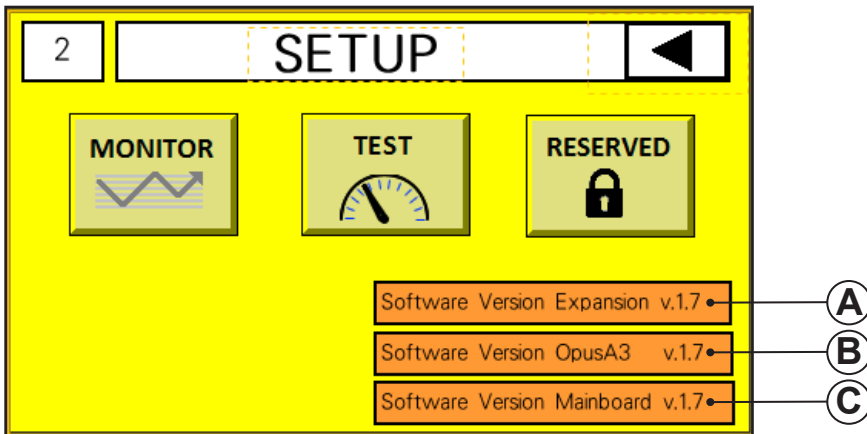 2
SETUP
MONITOR
TEST
RESERVED
Software Version Expansion v.1.7
A
Software Version OpusA3 v.1.7
B
Software Version Mainboard v.1.7
C